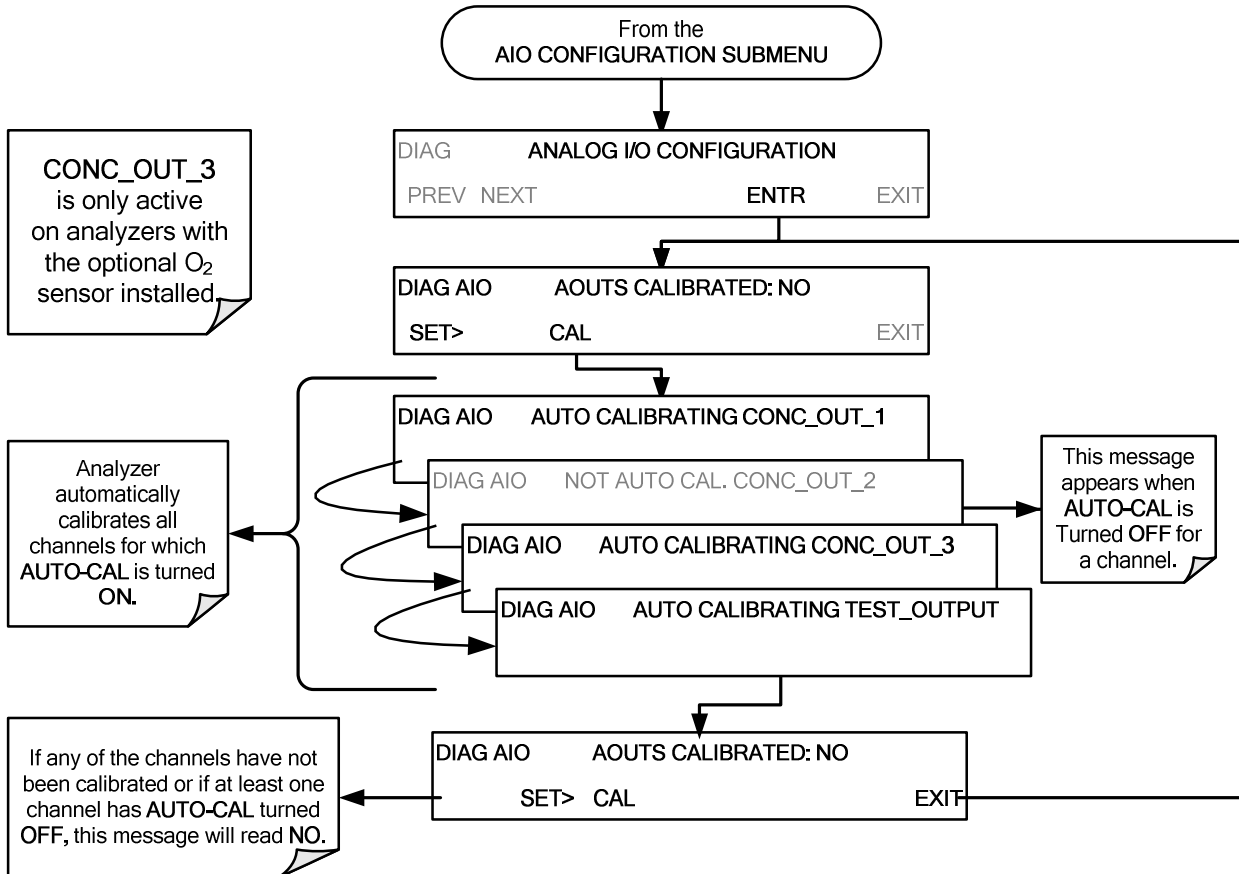 From the
AIO CONFIGURATION SUBMENU
DIAG ANALOG I/O CONFIGURATION
PREV NEXT ENTR EXIT
CONC_OUT_3
is only active
on analyzers with
the optional O2
sensor installed.
DIAG AIO AOUTS CALIBRATED: NO
SET> CAL EXIT
DIAG AIO AUTO CALIBRATING CONC_OUT_1
DIAG AIO NOT AUTO CAL. CONC_OUT_2
DIAG AIO AUTO CALIBRATING CONC_OUT_3
DIAG AIO AUTO CALIBRATING TEST_OUTPUT
Analyzer
automatically
calibrates all
channels for which
AUTO-CAL is turned
ON.
This message
appears when
AUTO-CAL is
Turned OFF for
a channel.
DIAG AIO AOUTS CALIBRATED: NO
SET> CAL EXIT
If any of the channels have not
been calibrated or if at least one
channel has AUTO-CAL turned
OFF, this message will read NO.